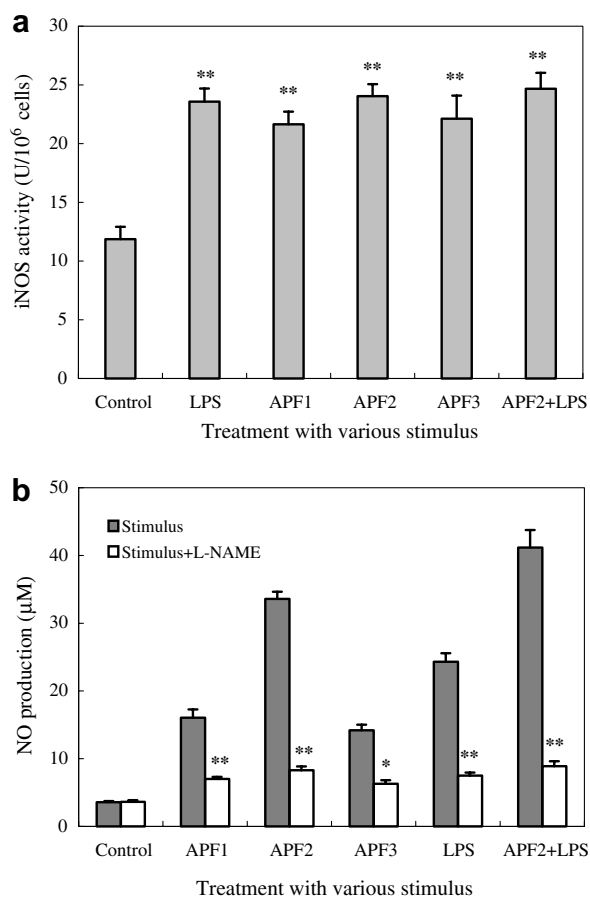 a
30
25
20
15
10
5
0
iNOS activity (U/10⁶ cells)
** ** ** ** **
Control LPS APF1 APF2 APF3 APF2+LPS
Treatment with various stimulus
b
50
40
30
20
10
0
NO production (µM)
Stimulus
Stimulus+L-NAME
** ** * ** **
Control APF1 APF2 APF3 LPS APF2+LPS
Treatment with various stimulus